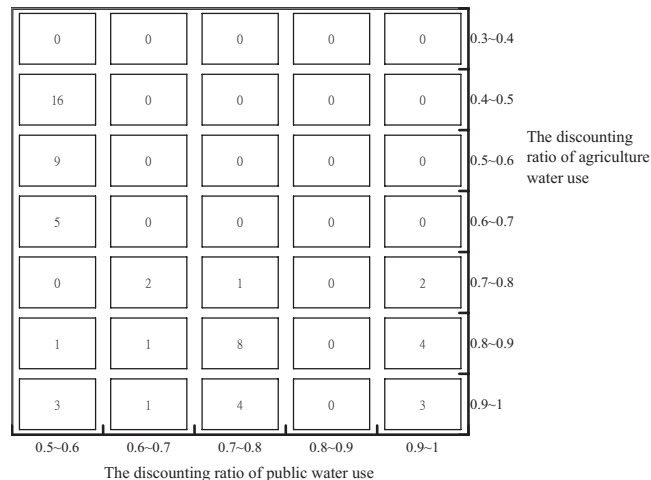 0 0 0 0 0 0.3~0.4
16 0 0 0 0 0.4~0.5
The discounting
ratio of agriculture
water use
9 0 0 0 0 0.5~0.6
5 0 0 0 0 0.6~0.7
0 2 1 0 2 0.7~0.8
1 1 8 0 4 0.8~0.9
3 1 4 0 3 0.9~1
0.5~0.6 0.6~0.7 0.7~0.8 0.8~0.9 0.9~1
The discounting ratio of public water use